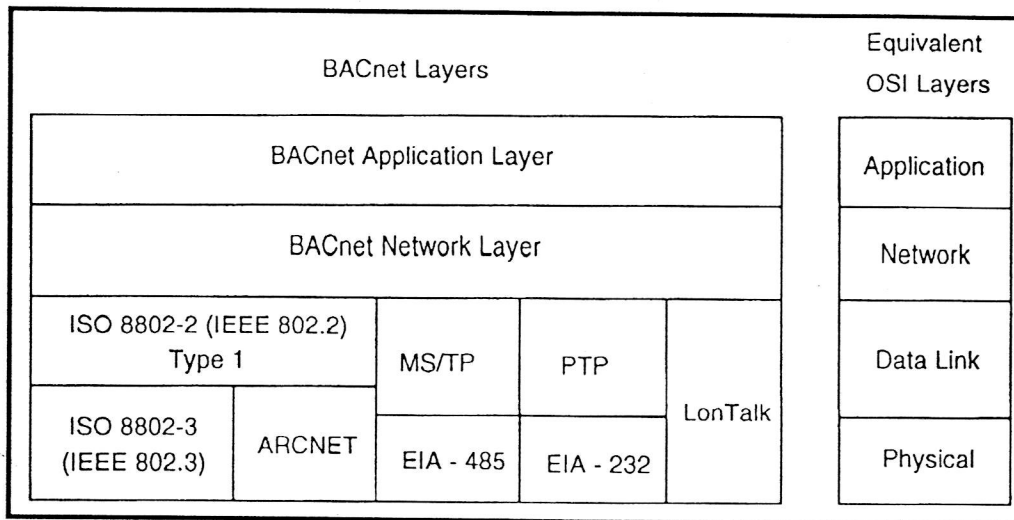 BACnet Layers
Equivalent
OSI Layers
BACnet Application Layer
Application
BACnet Network Layer
Network
ISO 8802-2 (IEEE 802.2)
Type 1
MS/TP
PTP
LonTalk
Data Link
ISO 8802-3
(IEEE 802.3)
ARCNET
EIA - 485
EIA - 232
Physical